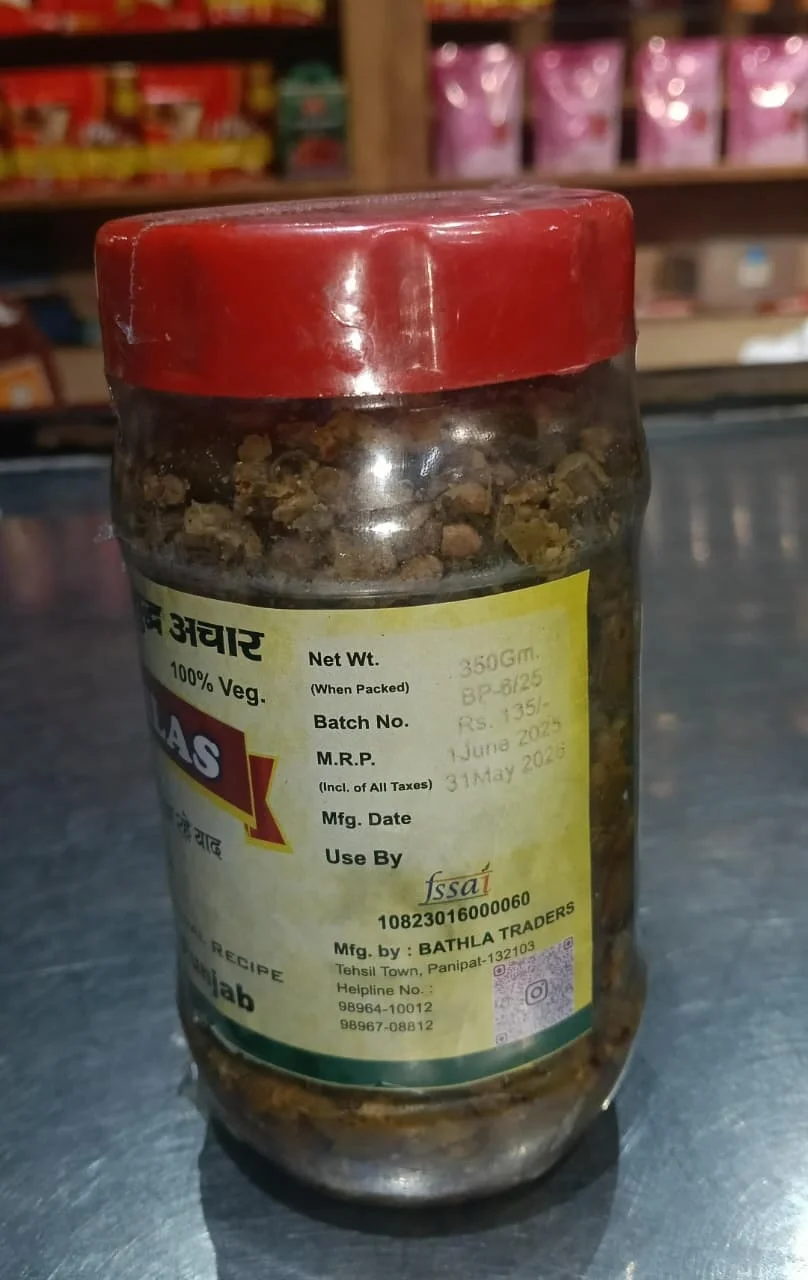 अचार
100% Veg.
LAS
रहे याद
RECIPE
Net Wt. 350Gm.
(When Packed)
Batch No. BP-6/25
M.R.P. Rs. 135/-
(Incl. of All Taxes)
Mfg. Date 1June 2025
Use By 31May 2026
fssai
10823016000060
Mfg. by : BATHLA TRADERS
Tehsil Town, Panipat-132103
Helpline No. :
98964-10012
98967-08812